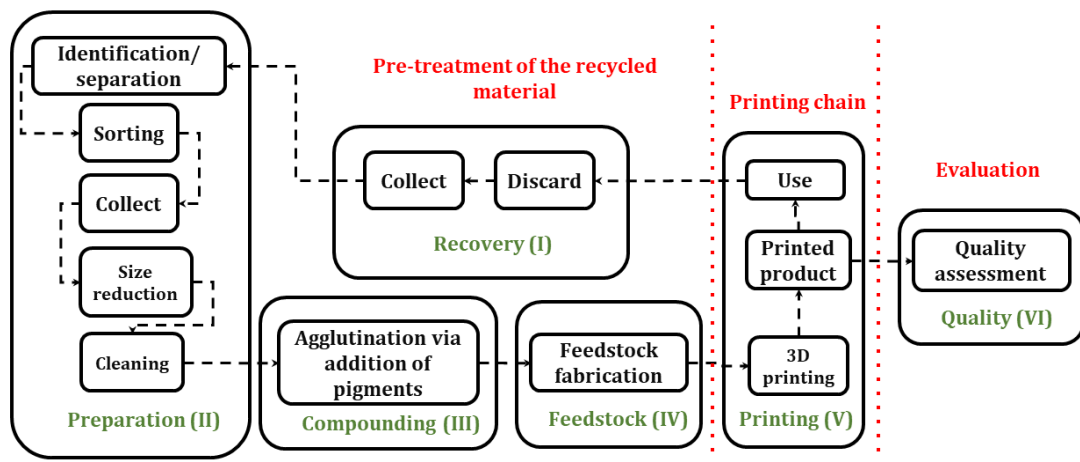 Identification/
separation
Sorting
Collect
Size
reduction
Cleaning
Preparation (II)
Pre-treatment of the recycled
material
Collect
Discard
Recovery (I)
Agglutination via
addition of
pigments
Compounding (III)
Feedstock
fabrication
Feedstock (IV)
Printing chain
Use
Printed
product
3D
printing
Printing (V)
Evaluation
Quality
assessment
Quality (VI)